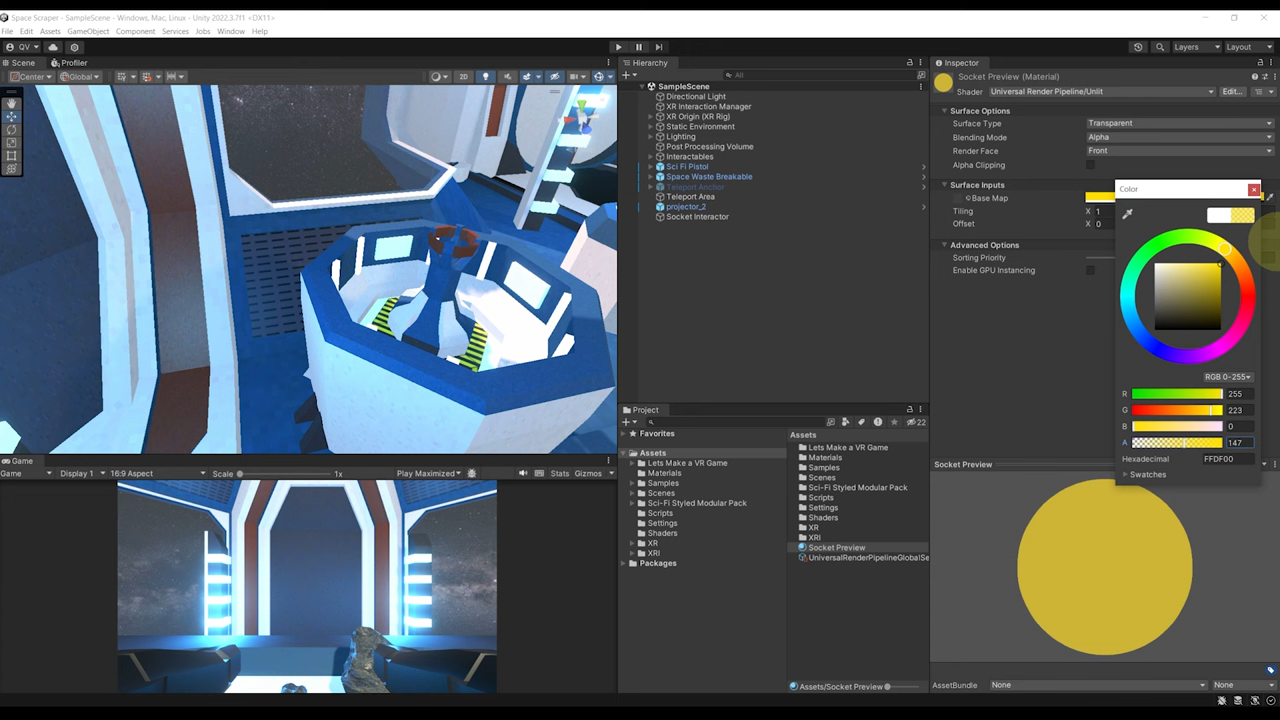 Space Scraper - SampleScene - Windows, Mac, Linux - Unity 2022.3.7f1 <DX11>
File Edit Assets GameObject Component Services Jobs Window Help
QV Layers Layout
Scene Profiler
Center Global 2D
Hierarchy
All
SampleScene
Directional Light
XR Interaction Manager
XR Origin (XR Rig)
Static Environment
Lighting
Post Processing Volume
Interactables
Sci Fi Pistol
Space Waste Breakable
Teleport Anchor
Teleport Area
projector_2
Socket Interactor
Inspector
Socket Preview (Material)
Shader Universal Render Pipeline/Unlit Edit...
Surface Options
Surface Type Transparent
Blending Mode Alpha
Render Face Front
Alpha Clipping
Surface Inputs
Base Map
Tiling X 1
Offset X 0
Advanced Options
Sorting Priority
Enable GPU Instancing
Color
RGB 0-255
R 255
G 223
B 0
A 147
Hexadecimal FFDF00
Swatches
Project
22
Favorites
Assets
Lets Make a VR Game
Materials
Samples
Scenes
Sci-Fi Styled Modular Pack
Scripts
Settings
Shaders
XR
XRI
Packages
Assets
Lets Make a VR Game
Materials
Samples
Scenes
Sci-Fi Styled Modular Pack
Scripts
Settings
Shaders
XR
XRI
Socket Preview
UniversalRenderPipelineGlobalSe
Assets/Socket Preview
Game
Game Display 1 16:9 Aspect Scale 1x Play Maximized Stats Gizmos
Socket Preview
AssetBundle None None